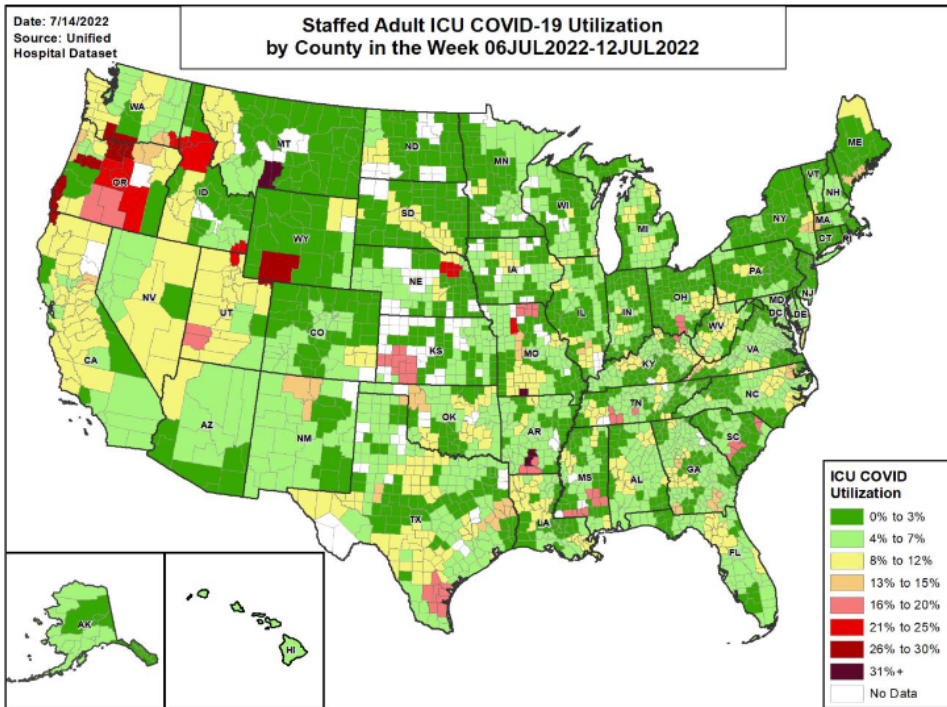 Date: 7/14/2022
Source: Unified
Hospital Dataset
Staffed Adult ICU COVID-19 Utilization
by County in the Week 06JUL2022-12JUL2022
WA
MT
ND
MN
ME
OR
ID
WY
SD
WI
MI
NY
VT
NH
MA
CT
RI
NV
UT
CO
NE
IA
IL
IN
OH
PA
NJ
MD
DC
DE
CA
KS
MO
KY
WV
VA
AZ
NM
OK
AR
TN
NC
TX
LA
MS
AL
GA
SC
FL
AK
HI
ICU COVID
Utilization
0% to 3%
4% to 7%
8% to 12%
13% to 15%
16% to 20%
21% to 25%
26% to 30%
31%+
No Data